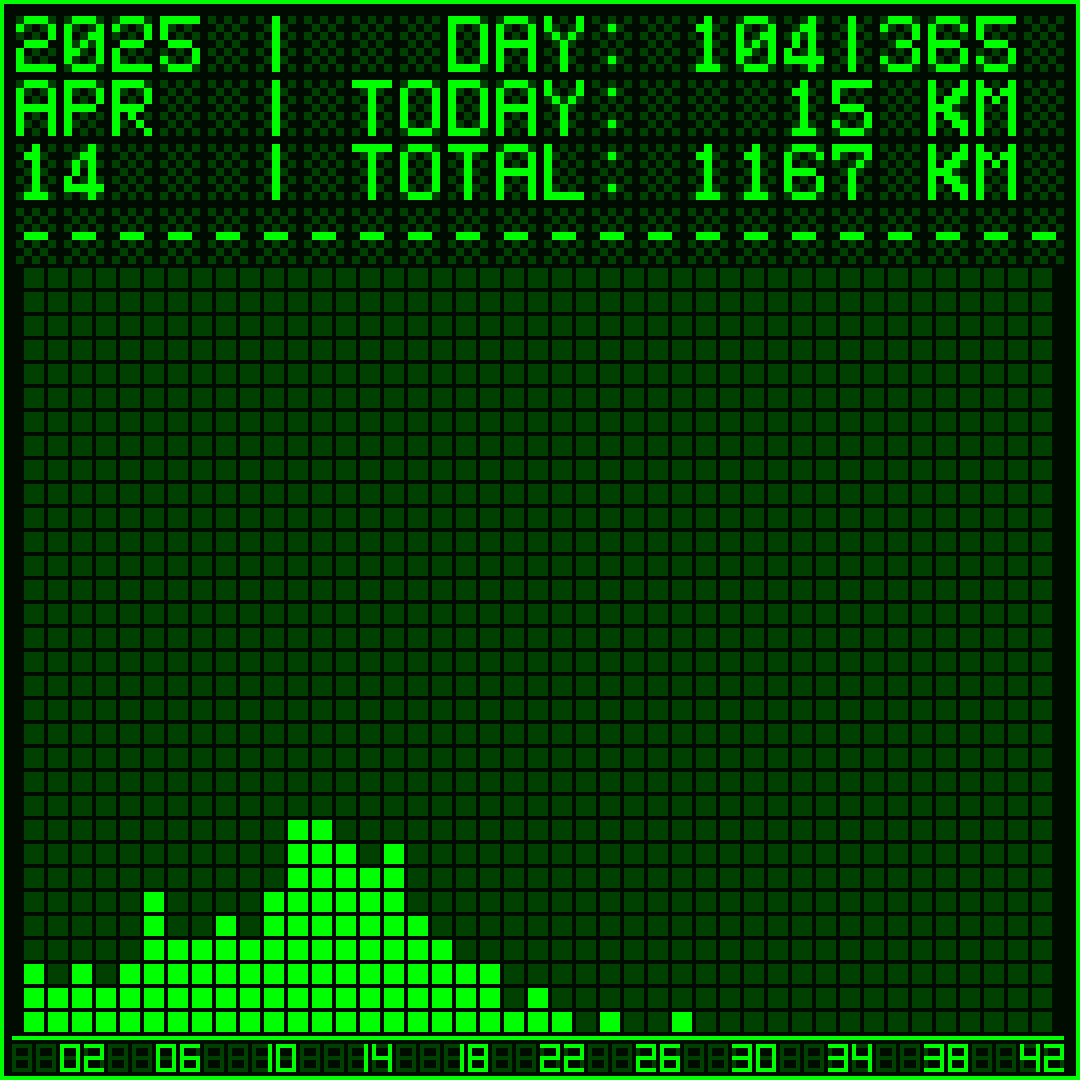 2025 | DAY: 104|365
APR | TODAY: 15 KM
14 | TOTAL: 1167 KM
- - - - - - - - - - - - - - - - - - - - - -
02 06 10 14 18 22 26 30 34 38 42